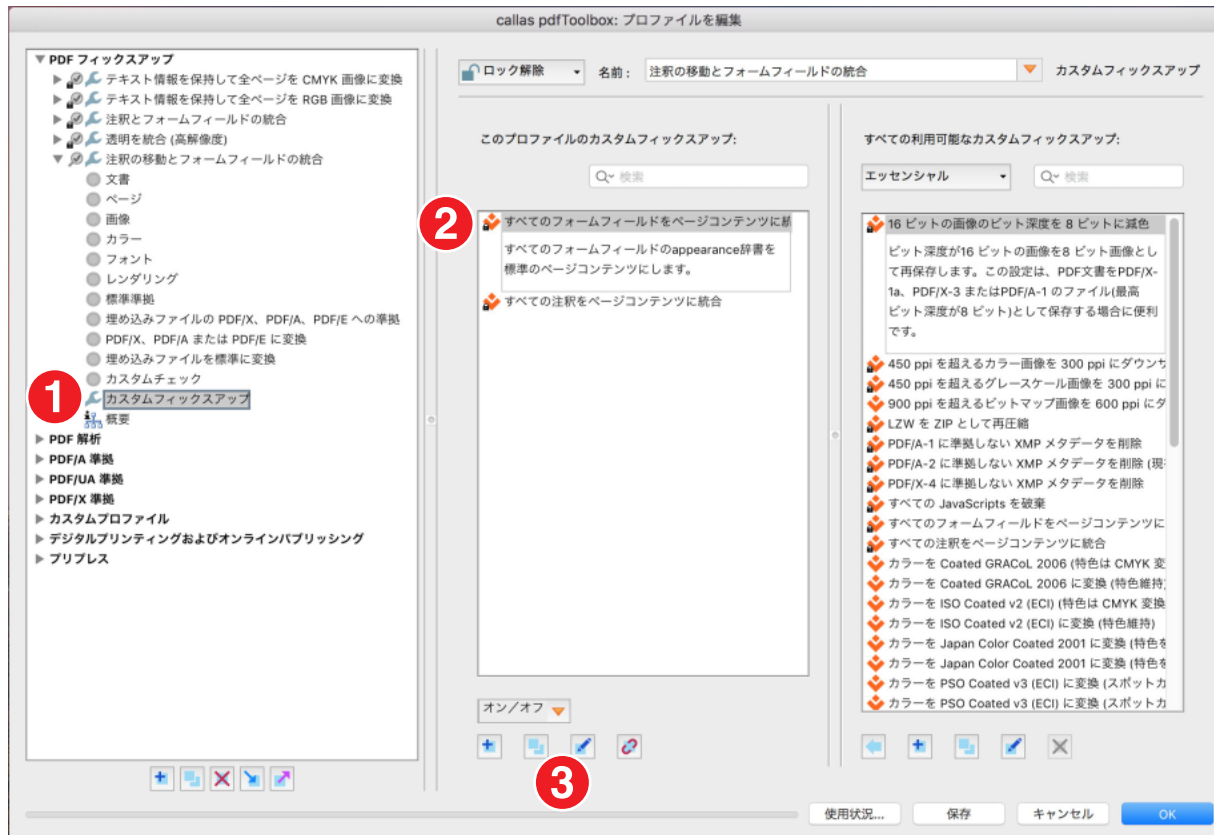 callas pdfToolbox: プロファイルを編集
PDF フィックスアップ
テキスト情報を保持して全ページを CMYK 画像に変換
テキスト情報を保持して全ページを RGB 画像に変換
注釈とフォームフィールドの統合
透明を統合 (高解像度)
注釈の移動とフォームフィールドの統合
文書
ページ
画像
カラー
フォント
レンダリング
標準準拠
埋め込みファイルの PDF/X、PDF/A、PDF/E への準拠
PDF/X、PDF/A または PDF/E に変換
埋め込みファイルを標準に変換
カスタムチェック
1
カスタムフィックスアップ
概要
PDF 解析
PDF/A 準拠
PDF/UA 準拠
PDF/X 準拠
カスタムプロファイル
デジタルプリンティングおよびオンラインパブリッシング
プリプレス
ロック解除
名前 :
注釈の移動とフォームフィールドの統合
カスタムフィックスアップ
このプロファイルのカスタムフィックスアップ:
検索
2
すべてのフォームフィールドをページコンテンツに
すべてのフォームフィールドのappearance辞書を
標準のページコンテンツにします。
すべての注釈をページコンテンツに統合
オン／オフ
3
すべての利用可能なカスタムフィックスアップ:
エッセンシャル
検索
16 ビットの画像のビット深度を 8 ビットに減色
ビット深度が16 ビットの画像を8 ビット画像とし
て再保存します。この設定は、PDF文書をPDF/X-
1a、PDF/X-3 またはPDF/A-1 のファイル(最高
ビット深度が8 ビット)として保存する場合に便利
です。
450 ppi を超えるカラー画像を 300 ppi にダウンサ
450 ppi を超えるグレースケール画像を 300 ppi に
900 ppi を超えるビットマップ画像を 600 ppi にダ
LZW を ZIP として再圧縮
PDF/A-1 に準拠しない XMP メタデータを削除
PDF/A-2 に準拠しない XMP メタデータを削除 (現
PDF/X-4 に準拠しない XMP メタデータを削除
すべての JavaScripts を破棄
すべてのフォームフィールドをページコンテンツに
すべての注釈をページコンテンツに統合
カラーを Coated GRACoL 2006 (特色は CMYK 変
カラーを Coated GRACoL 2006 に変換 (特色維持
カラーを ISO Coated v2 (ECI) (特色は CMYK 変換
カラーを ISO Coated v2 (ECI) に変換 (特色維持)
カラーを Japan Color Coated 2001 に変換 (特色を
カラーを Japan Color Coated 2001 に変換 (特色を
カラーを PSO Coated v3 (ECI) に変換 (スポットカ
カラーを PSO Coated v3 (ECI) に変換 (スポットカ
使用状況...
保存
キャンセル
OK